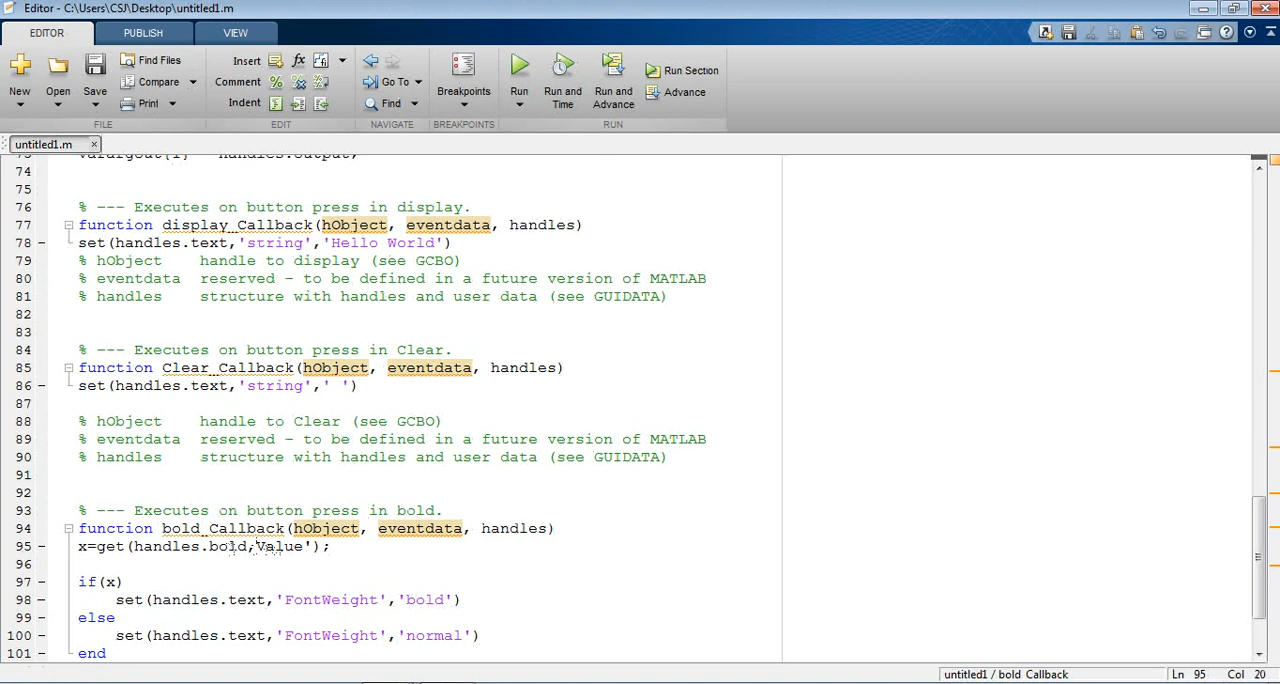 Editor - C:\Users\CSJ\Desktop\untitled1.m
EDITOR PUBLISH VIEW
New Open Save Find Files Compare Print
FILE
Insert Comment Indent
EDIT
Go To Find
NAVIGATE
Breakpoints
BREAKPOINTS
Run Run and Time Run and Advance Run Section Advance
RUN
untitled1.m
74
75
76 % --- Executes on button press in display.
77 function display_Callback(hObject, eventdata, handles)
78 set(handles.text,'string','Hello World')
79 % hObject    handle to display (see GCBO)
80 % eventdata  reserved - to be defined in a future version of MATLAB
81 % handles    structure with handles and user data (see GUIDATA)
82
83
84 % --- Executes on button press in Clear.
85 function Clear_Callback(hObject, eventdata, handles)
86 set(handles.text,'string',' ')
87
88 % hObject    handle to Clear (see GCBO)
89 % eventdata  reserved - to be defined in a future version of MATLAB
90 % handles    structure with handles and user data (see GUIDATA)
91
92
93 % --- Executes on button press in bold.
94 function bold_Callback(hObject, eventdata, handles)
95 x=get(handles.bold,'Value');
96
97 if(x)
98     set(handles.text,'FontWeight','bold')
99 else
100     set(handles.text,'FontWeight','normal')
101 end
untitled1 / bold Callback Ln 95 Col 20